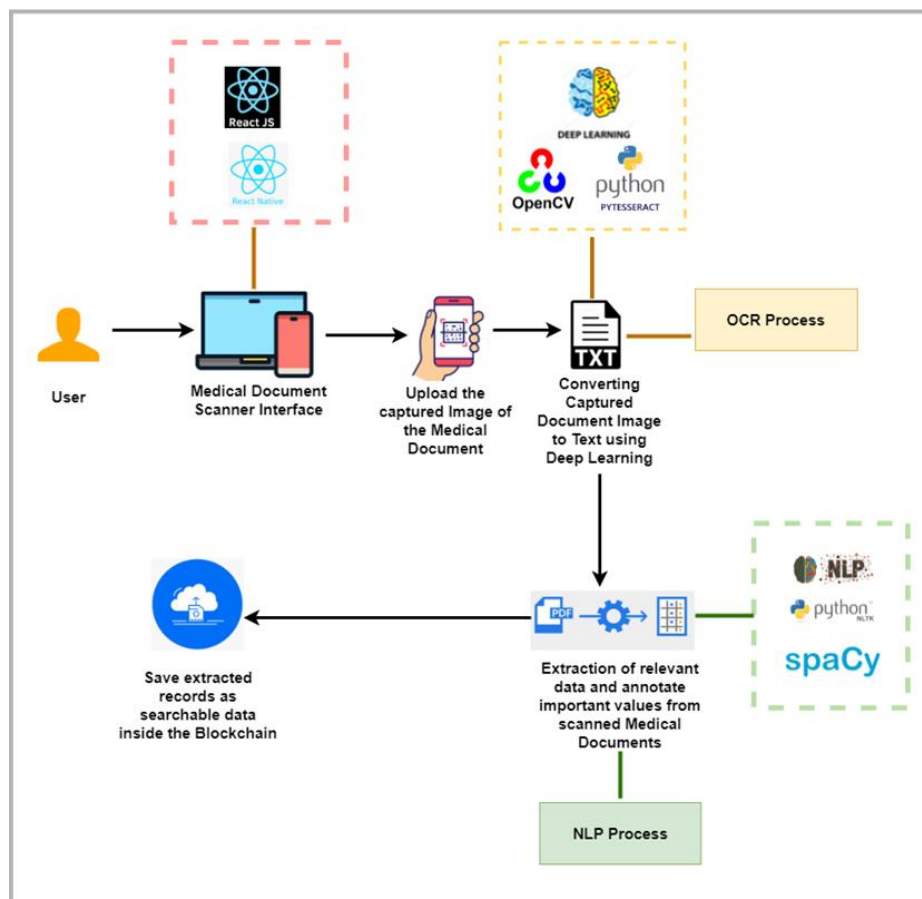 React JS
React Native
DEEP LEARNING
OpenCV
python
PYTESSERACT
User
Medical Document
Scanner Interface
Upload the
captured Image of
the Medical
Document
TXT
Converting
Captured
Document Image
to Text using
Deep Learning
OCR Process
Save extracted
records as
searchable data
inside the Blockchain
PDF
Extraction of relevant
data and annotate
important values from
scanned Medical
Documents
NLP
python™
NLTK
spaCy
NLP Process